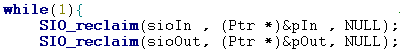 while(1){
SIO_reclaim(sioIn , (Ptr *)&pIn , NULL);
SIO_reclaim(sioOut, (Ptr *)&pOut, NULL);